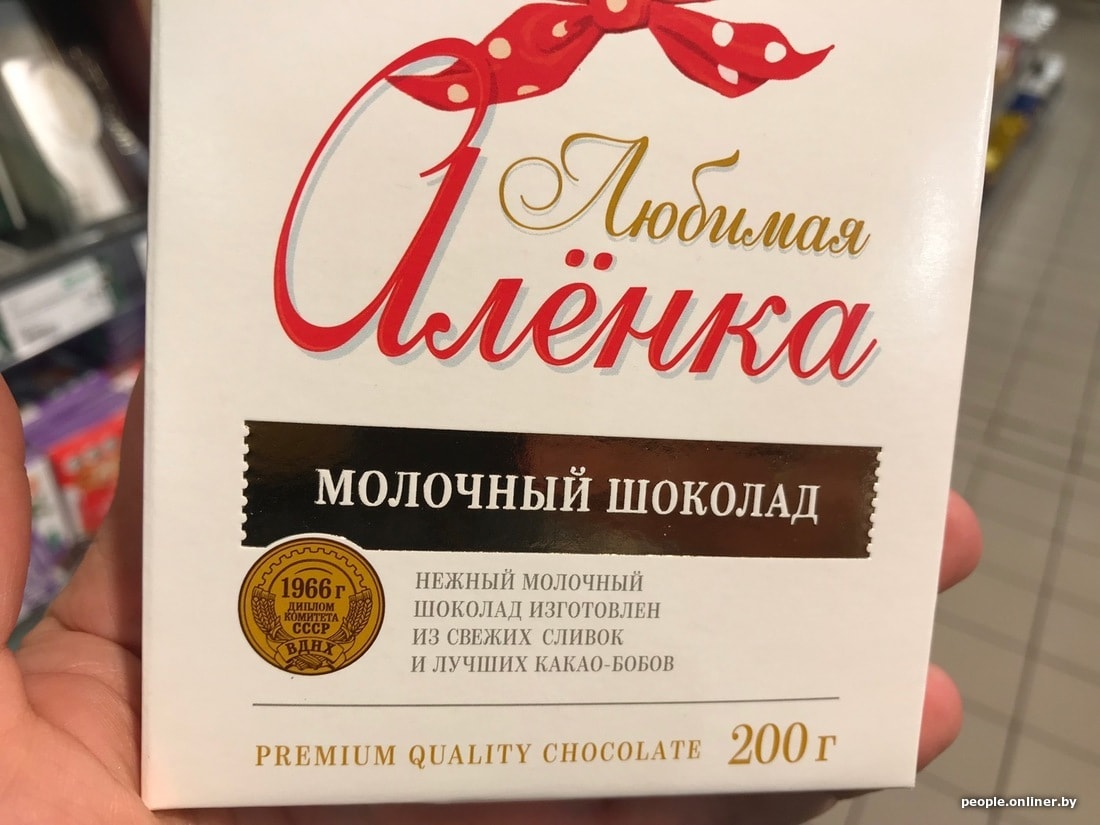 Любимая
Алёнка
МОЛОЧНЫЙ ШОКОЛАД
1966 г
ДИПЛОМ
КОМИТЕТА
СССР
ВДНХ
НЕЖНЫЙ МОЛОЧНЫЙ
ШОКОЛАД ИЗГОТОВЛЕН
ИЗ СВЕЖИХ СЛИВОК
И ЛУЧШИХ КАКАО-БОБОВ
PREMIUM QUALITY CHOCOLATE 200 г
people.onliner.by